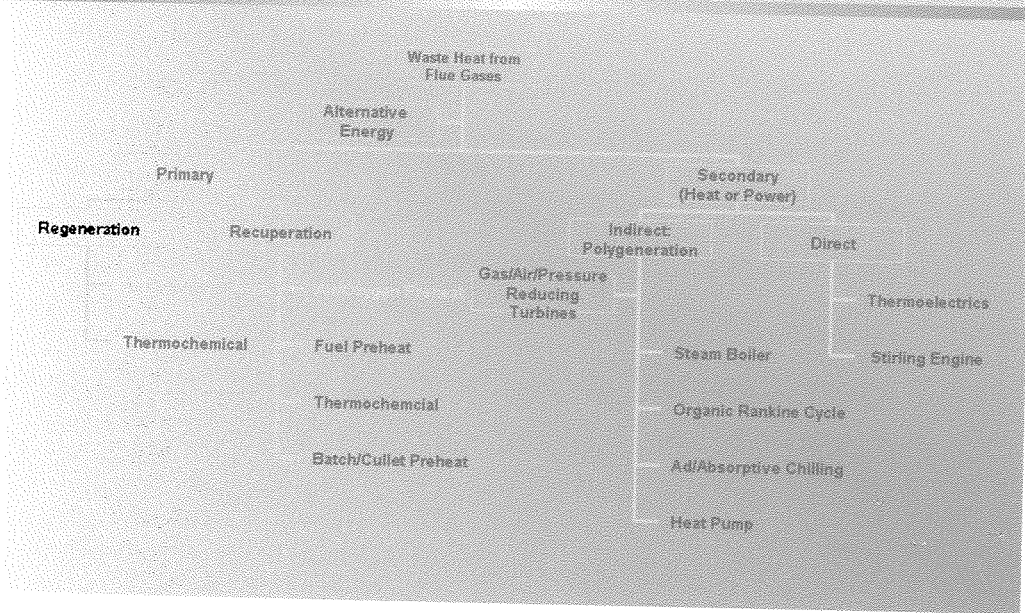 Waste Heat from
Flue Gases
Alternative
Energy
Primary
Secondary
(Heat or Power)
Regeneration
Recuperation
Indirect:
Polygeneration
Direct
Gas/Air/Pressure
Reducing
Turbines
Thermoelectrics
Thermochemical
Fuel Preheat
Steam Boiler
Stirling Engine
Thermochemcial
Organic Rankine Cycle
Batch/Cullet Preheat
Ad/Absorptive Chilling
Heat Pump